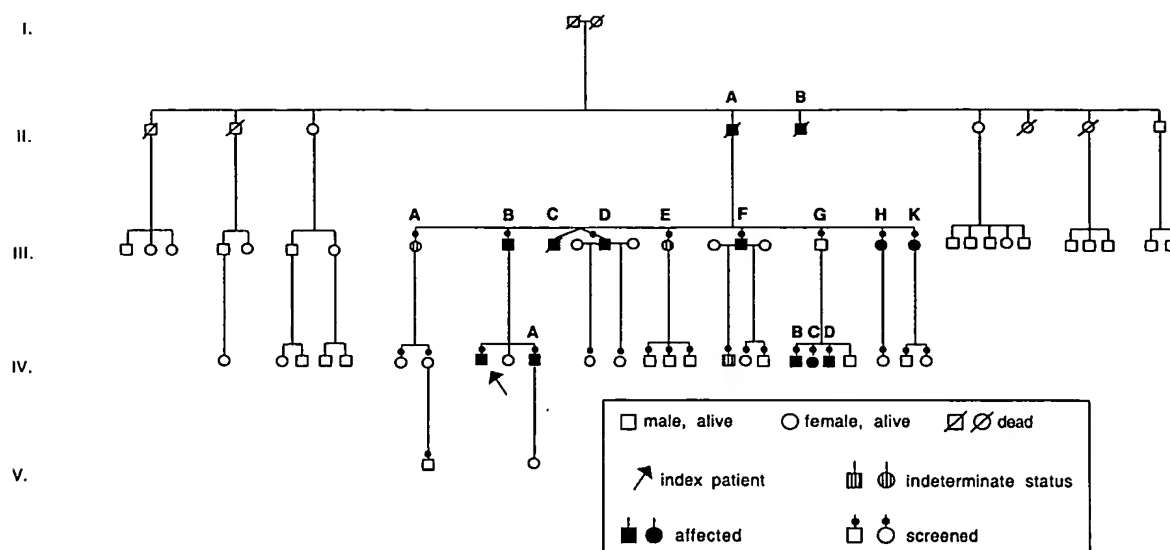 I.
A B
II.
A B C D E F G H K
III.
A B C D
IV.
□ male, alive ○ female, alive dead
V.
index patient indeterminate status
affected screened